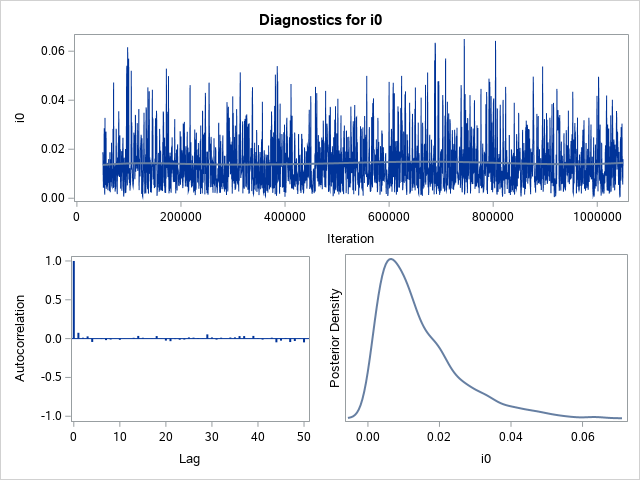 Diagnostics for i0
0.06
0.04
0.02
0.00
i0
0 200000 400000 600000 800000 1000000
Iteration
1.0
0.5
0.0
-0.5
-1.0
Autocorrelation
0 10 20 30 40 50
Lag
Posterior Density
0.00 0.02 0.04 0.06
i0